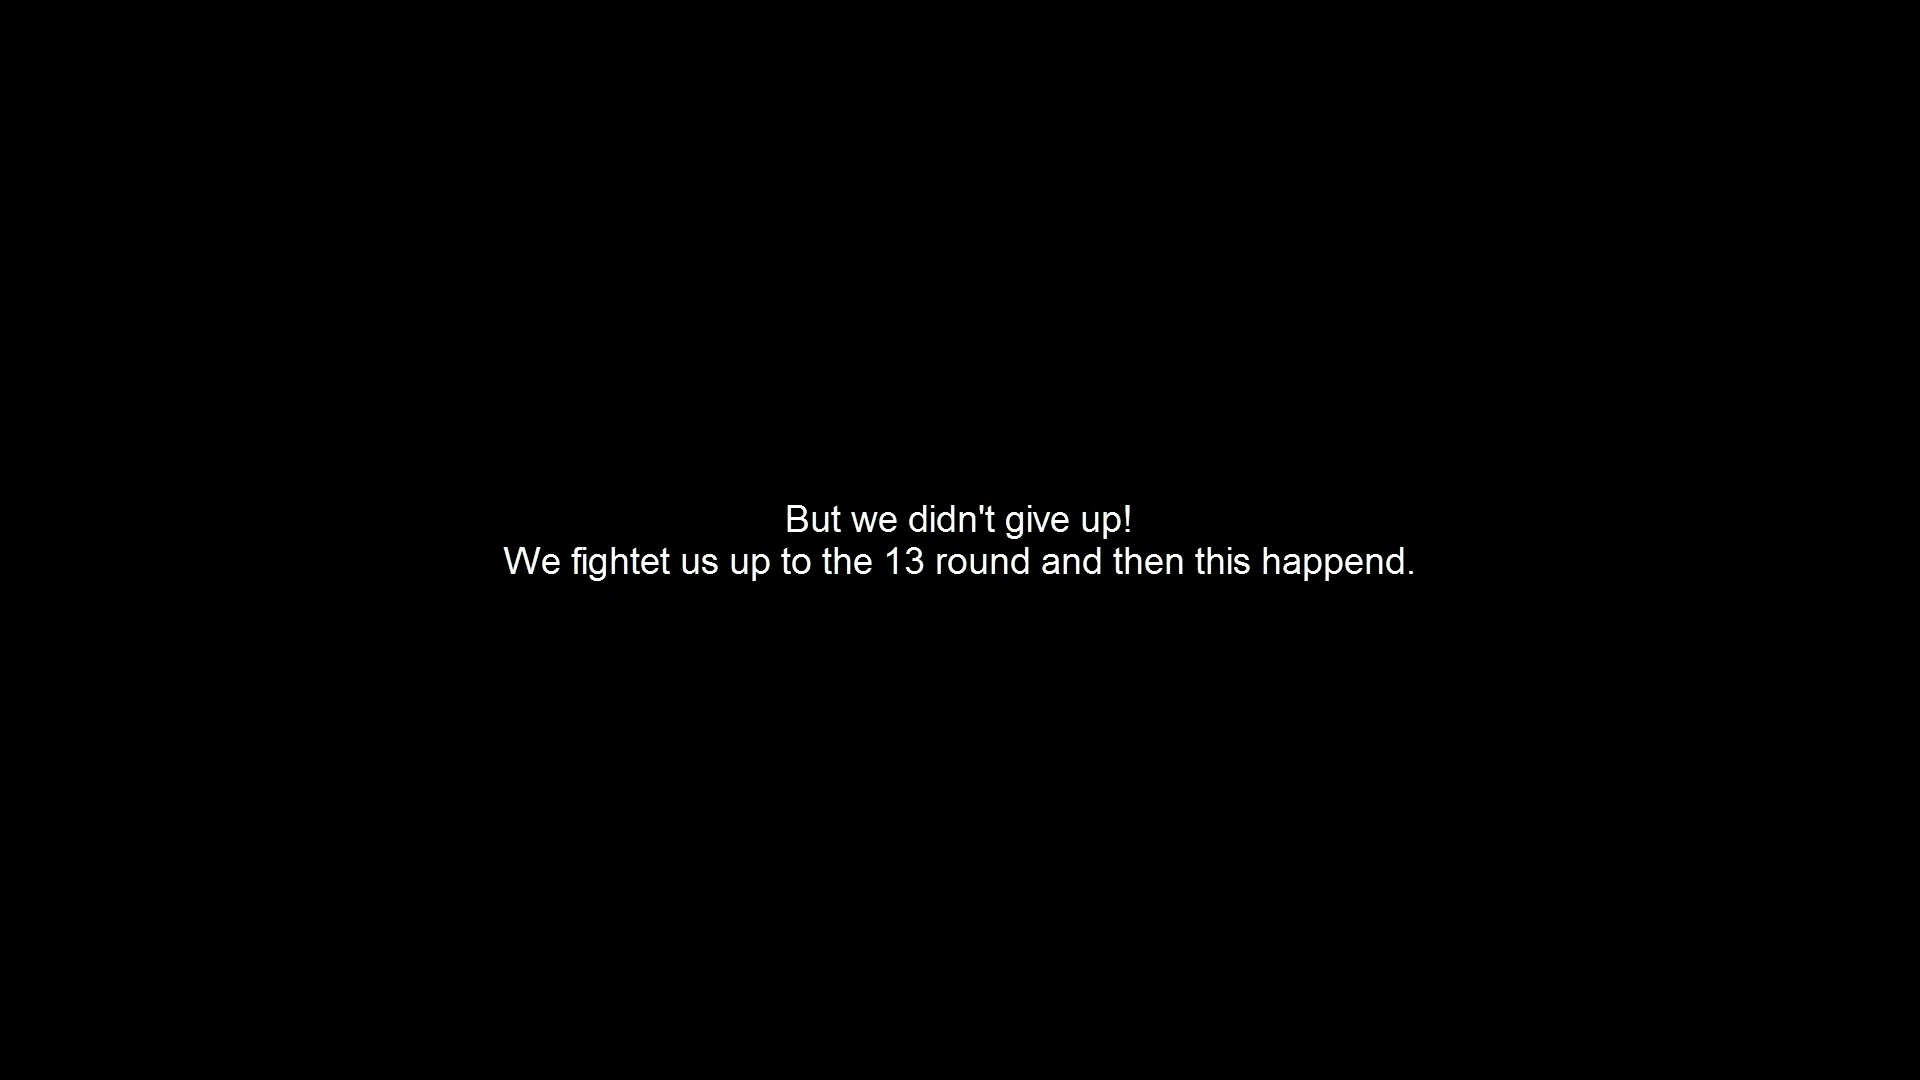 But we didn't give up!
We fightet us up to the 13 round and then this happend.